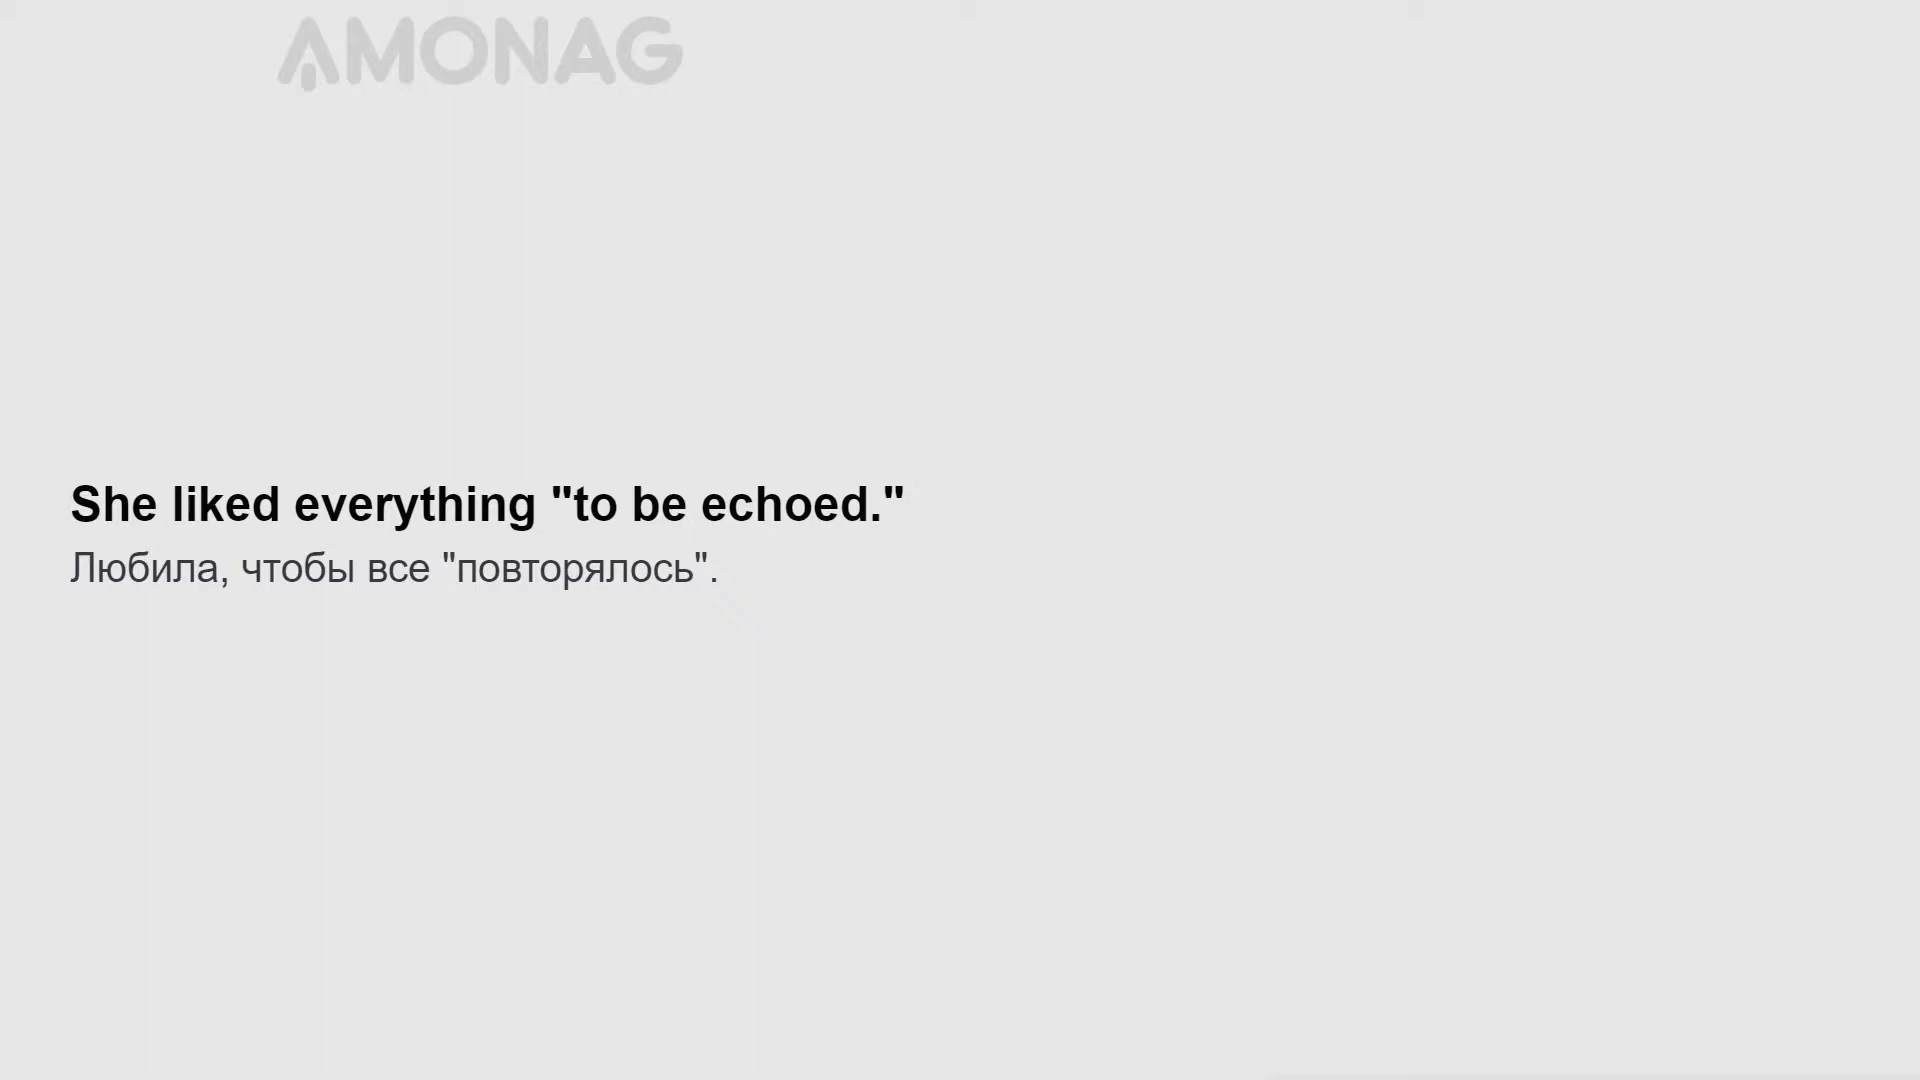 AMONAG
She liked everything "to be echoed."
Любила, чтобы все "повторялось".